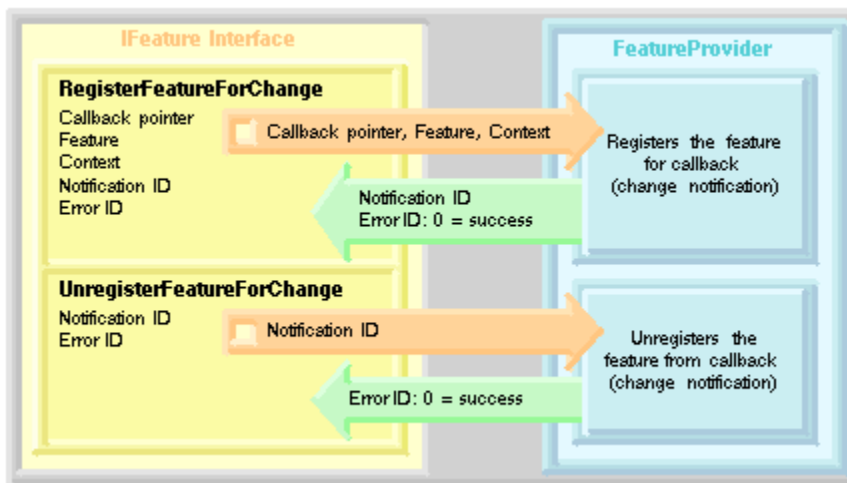 IFeature Interface
FeatureProvider
RegisterFeatureForChange
Callback pointer
Feature
Context
Notification ID
Error ID
Callback pointer, Feature, Context
Notification ID
Error ID: 0 = success
Registers the feature
for callback
(change notification)
UnregisterFeatureForChange
Notification ID
Error ID
Notification ID
Error ID: 0 = success
Unregisters the
feature from callback
(change notification)